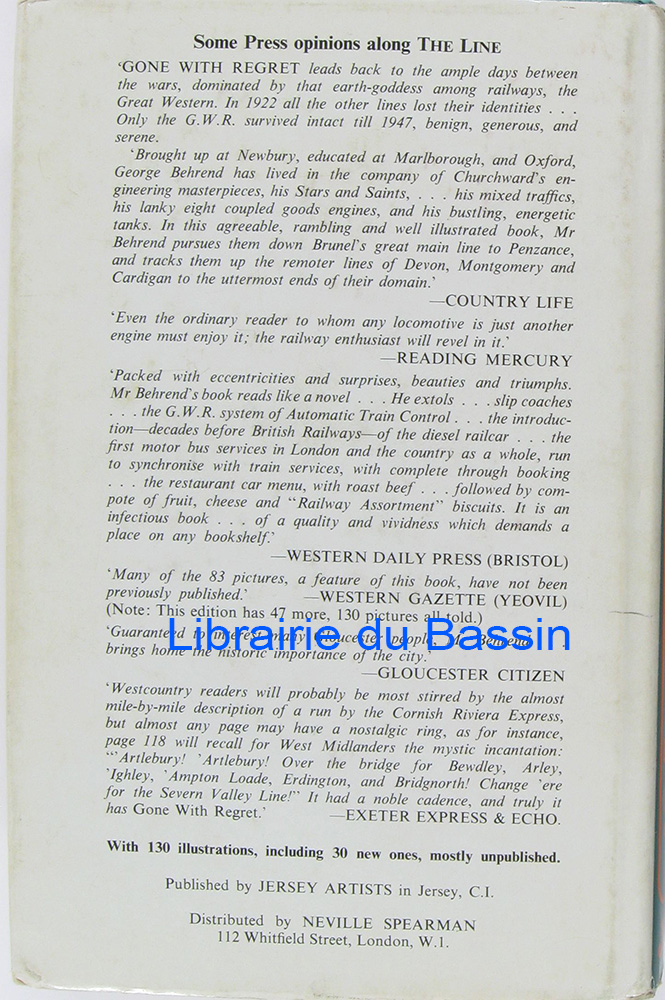 Some Press opinions along THE LINE
‘GONE WITH REGRET leads back to the ample days between
the wars, dominated by that earth-goddess among railways, the
Great Western. In 1922 all the other lines lost their identities . . .
Only the G.W.R. survived intact till 1947, benign, generous, and
serene.
‘Brought up at Newbury, educated at Marlborough, and Oxford,
George Behrend has lived in the company of Churchward's en-
gineering masterpieces, his Stars and Saints, . . . his mixed traffics,
his lanky eight coupled goods engines, and his bustling, energetic
tanks. In this agreeable, rambling and well illustrated book, Mr
Behrend pursues them down Brunel's great main line to Penzance,
and tracks them up the remoter lines of Devon, Montgomery and
Cardigan to the uttermost ends of their domain.’
—COUNTRY LIFE
‘Even the ordinary reader to whom any locomotive is just another
engine must enjoy it; the railway enthusiast will revel in it.’
—READING MERCURY
‘Packed with eccentricities and surprises, beauties and triumphs.
Mr Behrend's book reads like a novel . . . He extols . . . slip coaches
. . . the G.W.R. system of Automatic Train Control . . . the introduc-
tion—decades before British Railways—of the diesel railcar . . . the
first motor bus services in London and the country as a whole, run
to synchronise with train services, with complete through booking
. . . the restaurant car menu, with roast beef . . . followed by com-
pote of fruit, cheese and “Railway Assortment” biscuits. It is an
infectious book . . . of a quality and vividness which demands a
place on any bookshelf.’
—WESTERN DAILY PRESS (BRISTOL)
‘Many of the 83 pictures, a feature of this book, have not been
previously published.’ —WESTERN GAZETTE (YEOVIL)
(Note: This edition has 47 more, 130 pictures all told.)
Librairie du Bassin
‘Guaranteed to interest many Gloucester people, Mr Behrend
brings home the historic importance of the city.’
—GLOUCESTER CITIZEN
‘Westcountry readers will probably be most stirred by the almost
mile-by-mile description of a run by the Cornish Riviera Express,
but almost any page may have a nostalgic ring, as for instance,
page 118 will recall for West Midlanders the mystic incantation:
“'Artlebury! 'Artlebury! Over the bridge for Bewdley, Arley,
'Ighley, 'Ampton Loade, Erdington, and Bridgnorth! Change 'ere
for the Severn Valley Line!” It had a noble cadence, and truly it
has Gone With Regret.’ —EXETER EXPRESS & ECHO.
With 130 illustrations, including 30 new ones, mostly unpublished.
Published by JERSEY ARTISTS in Jersey, C.I.
Distributed by NEVILLE SPEARMAN
112 Whitfield Street, London, W.1.